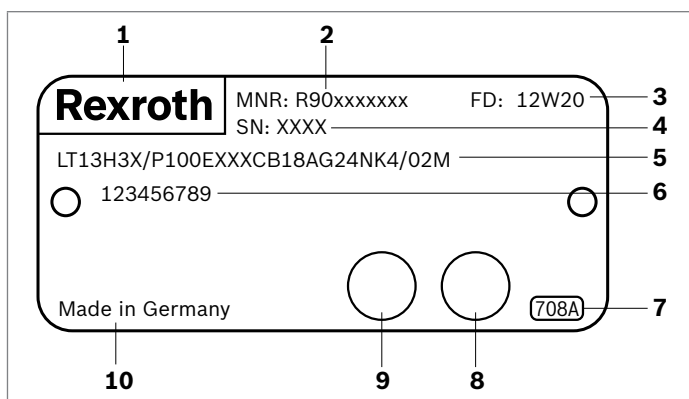 1 2
Rexroth MNR: R90xxxxxxx FD: 12W20 3
SN: XXXX 4
LT13H3X/P100EXXXCB18AG24NK4/02M 5
123456789 6
Made in Germany 708A 7
10 9 8